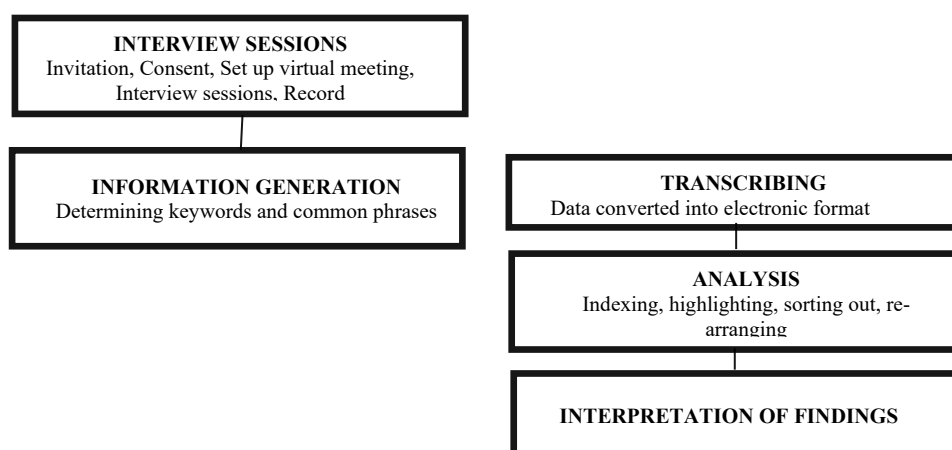 INTERVIEW SESSIONS
Invitation, Consent, Set up virtual meeting,
Interview sessions, Record
INFORMATION GENERATION
Determining keywords and common phrases
TRANSCRIBING
Data converted into electronic format
ANALYSIS
Indexing, highlighting, sorting out, re-
arranging
INTERPRETATION OF FINDINGS